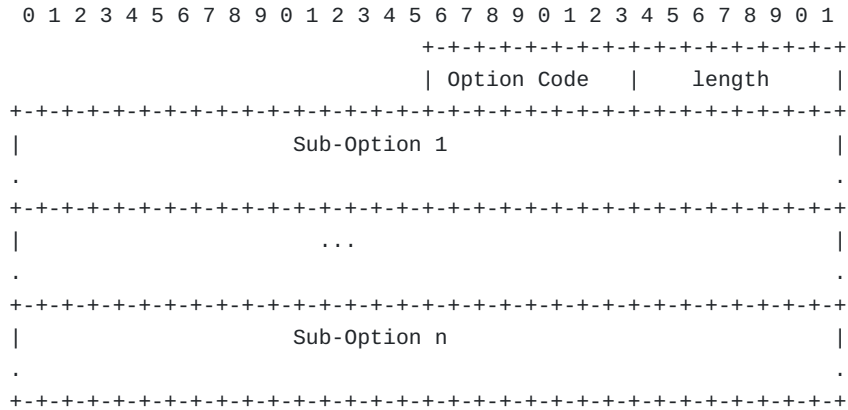 0 1 2 3 4 5 6 7 8 9 0 1 2 3 4 5 6 7 8 9 0 1 2 3 4 5 6 7 8 9 0 1
                                +-+-+-+-+-+-+-+-+-+-+-+-+-+-+-+-+
                                | Option Code   |    length     |
+-+-+-+-+-+-+-+-+-+-+-+-+-+-+-+-+-+-+-+-+-+-+-+-+-+-+-+-+-+-+-+-+
|                     Sub-Option 1                              |
.                                                               .
+-+-+-+-+-+-+-+-+-+-+-+-+-+-+-+-+-+-+-+-+-+-+-+-+-+-+-+-+-+-+-+-+
|                       ...                                     |
.                                                               .
+-+-+-+-+-+-+-+-+-+-+-+-+-+-+-+-+-+-+-+-+-+-+-+-+-+-+-+-+-+-+-+-+
|                     Sub-Option n                              |
.                                                               .
+-+-+-+-+-+-+-+-+-+-+-+-+-+-+-+-+-+-+-+-+-+-+-+-+-+-+-+-+-+-+-+-+